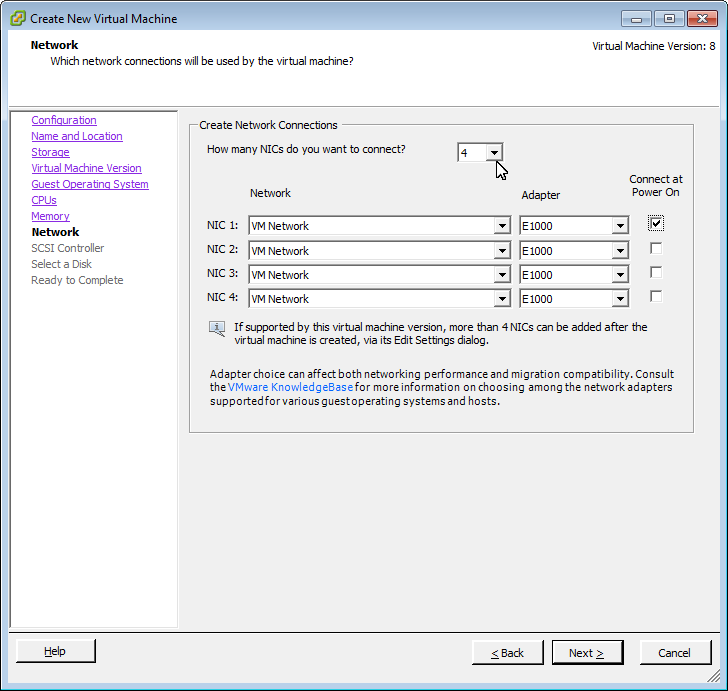 Create New Virtual Machine
Network
Which network connections will be used by the virtual machine?
Virtual Machine Version: 8
Configuration
Name and Location
Storage
Virtual Machine Version
Guest Operating System
CPUs
Memory
Network
SCSI Controller
Select a Disk
Ready to Complete
Create Network Connections
How many NICs do you want to connect?
4
Network
Adapter
Connect at
Power On
NIC 1: VM Network E1000
NIC 2: VM Network E1000
NIC 3: VM Network E1000
NIC 4: VM Network E1000
If supported by this virtual machine version, more than 4 NICs can be added after the
virtual machine is created, via its Edit Settings dialog.
Adapter choice can affect both networking performance and migration compatibility. Consult
the VMware KnowledgeBase for more information on choosing among the network adapters
supported for various guest operating systems and hosts.
Help
< Back
Next >
Cancel